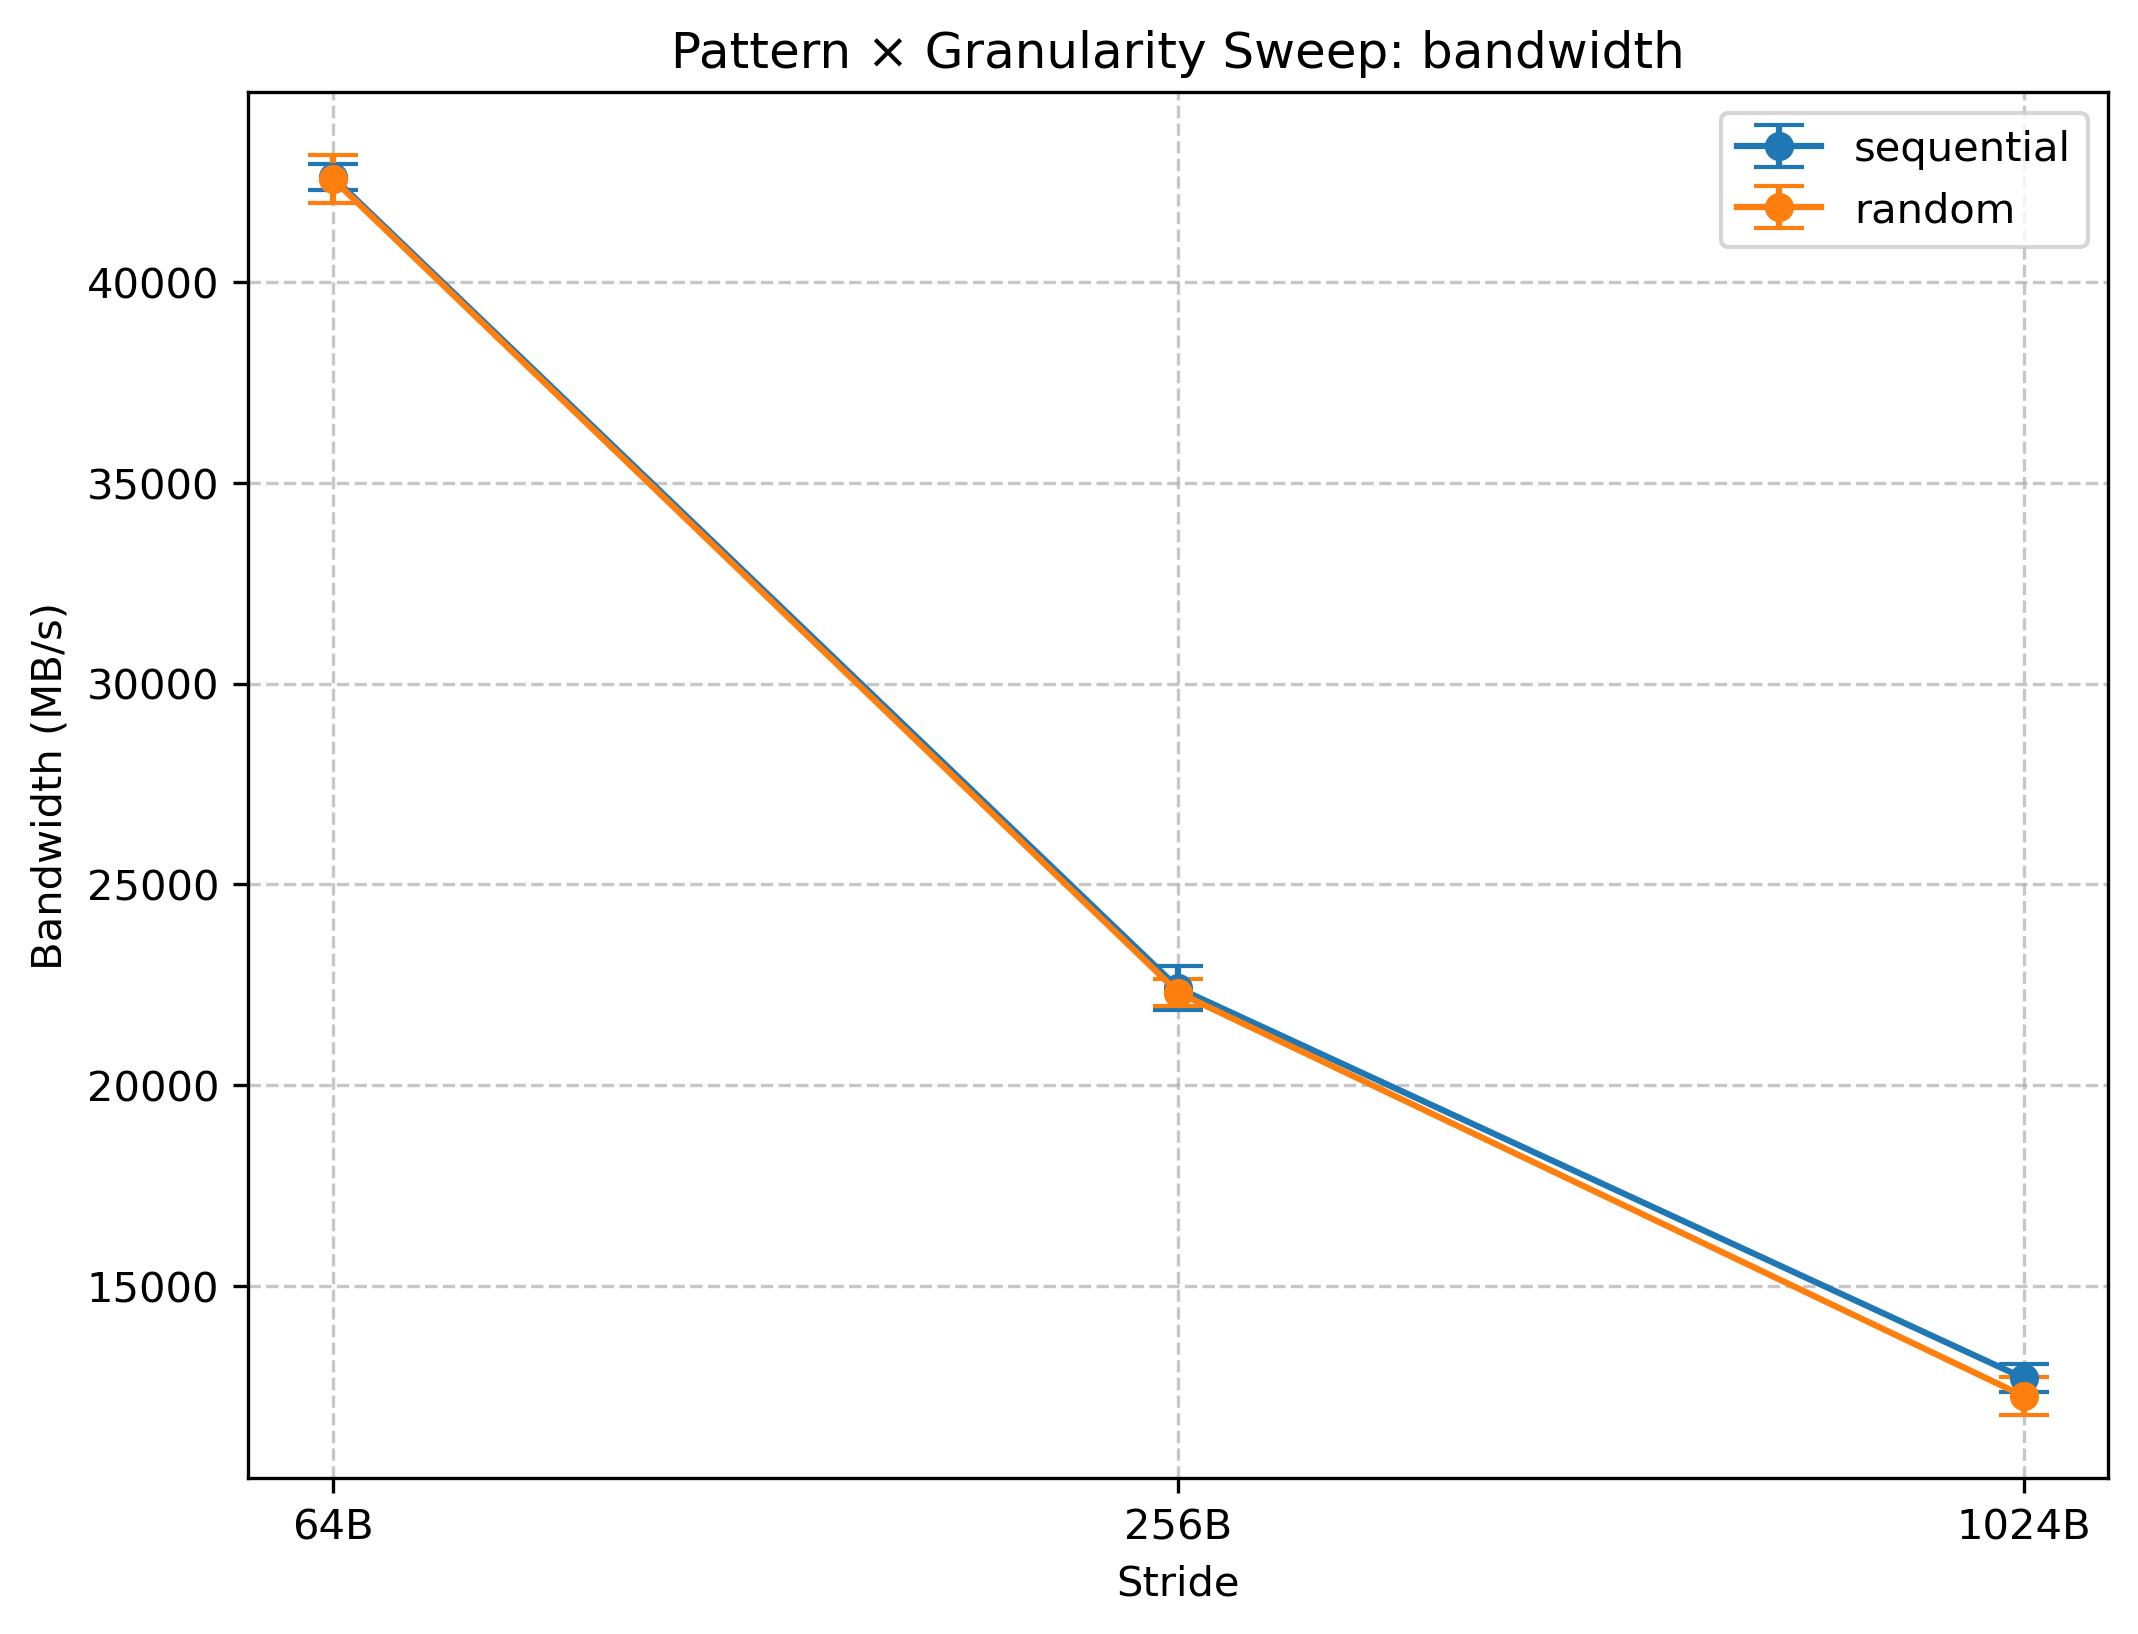 Pattern × Granularity Sweep: bandwidth
sequential
random
40000
35000
30000
25000
20000
15000
Bandwidth (MB/s)
64B
256B
1024B
Stride